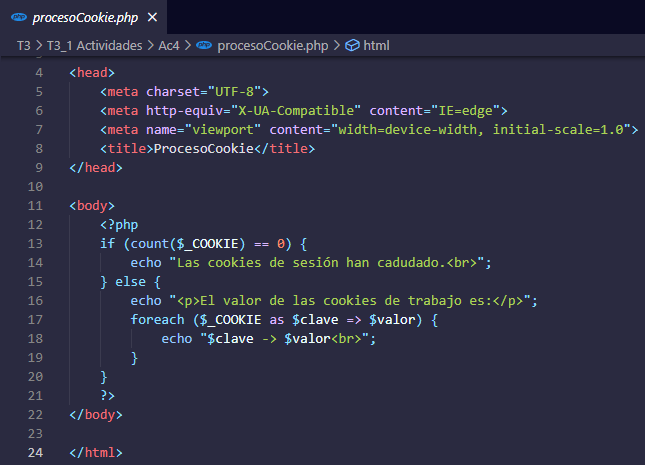 php procesoCookie.php ×
T3 > T3_1 Actividades > Ac4 > php procesoCookie.php > html
4 <head>
5 <meta charset="UTF-8">
6 <meta http-equiv="X-UA-Compatible" content="IE=edge">
7 <meta name="viewport" content="width=device-width, initial-scale=1.0">
8 <title>ProcesoCookie</title>
9 </head>
10
11 <body>
12 <?php
13 if (count($_COOKIE) == 0) {
14 echo "Las cookies de sesión han cadudado.<br>";
15 } else {
16 echo "<p>El valor de las cookies de trabajo es:</p>";
17 foreach ($_COOKIE as $clave => $valor) {
18 echo "$clave -> $valor<br>";
19 }
20 }
21 ?>
22 </body>
23
24 </html>